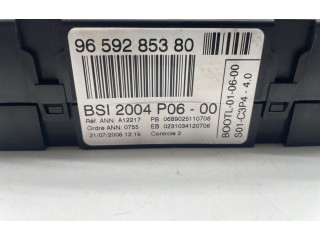 96 592 853 80
BSI 2004 P06 - 00
Réf. ANN: A12217 PB 0689025110706
Ordre ANN: 0755 EB 0231034120706
21/07/2006 12:19 Controle 2
BOOTL-01-06-00
S01-C3P4 - 4.0